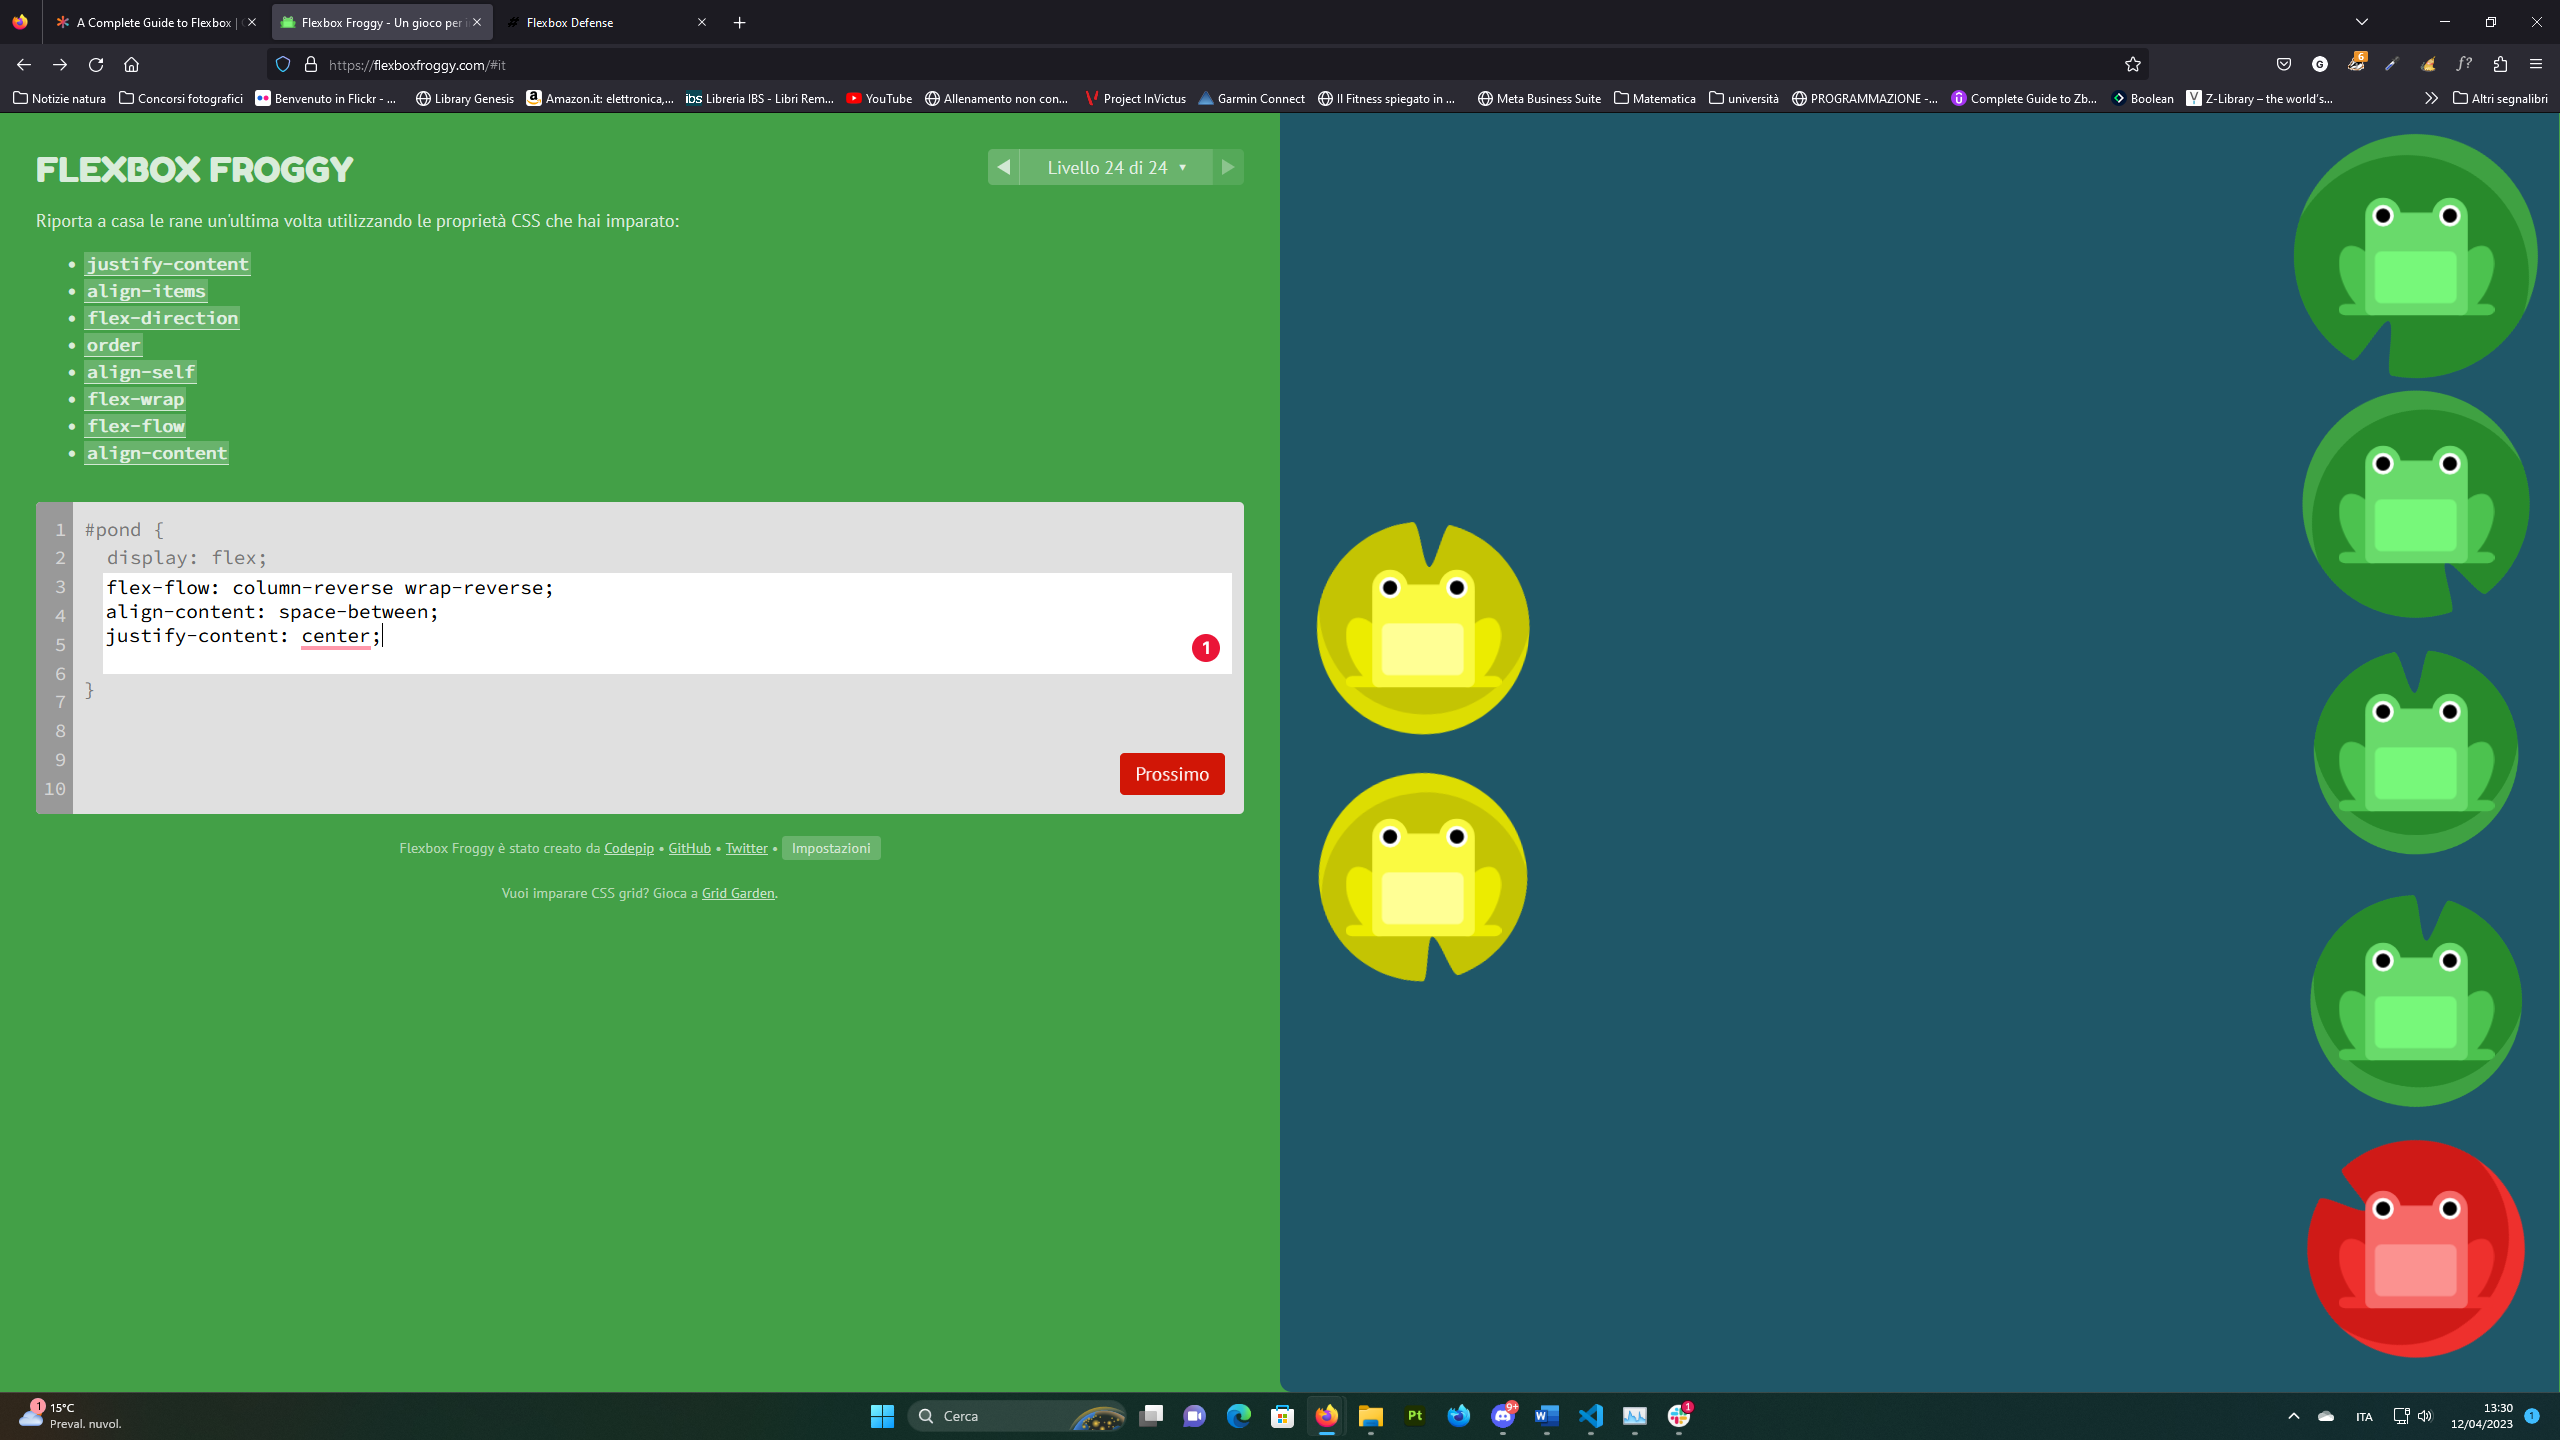 A Complete Guide to Flexbox |
Flexbox Froggy - Un gioco per i
Flexbox Defense
https://flexboxfroggy.com/#it
6
Notizie natura
Concorsi fotografici
Benvenuto in Flickr - ...
Library Genesis
Amazon.it: elettronica,...
ibs Libreria IBS - Libri Rem...
YouTube
Allenamento non con...
Project InVictus
Garmin Connect
Il Fitness spiegato in ...
Meta Business Suite
Matematica
università
PROGRAMMAZIONE -...
Complete Guide to Zb...
Boolean
Z-Library – the world's...
Altri segnalibri
FLEXBOX FROGGY
Livello 24 di 24 ▼
Riporta a casa le rane un'ultima volta utilizzando le proprietà CSS che hai imparato:
• justify-content
• align-items
• flex-direction
• order
• align-self
• flex-wrap
• flex-flow
• align-content
1 #pond {
2 display: flex;
3 flex-flow: column-reverse wrap-reverse;
4 align-content: space-between;
5 justify-content: center;
1
6
7 }
8
9
10
Prossimo
Flexbox Froggy è stato creato da Codepip • GitHub • Twitter • Impostazioni
Vuoi imparare CSS grid? Gioca a Grid Garden.
1
15°C
Preval. nuvol.
Cerca
Pt
9+
1
ITA
13:30
12/04/2023
1